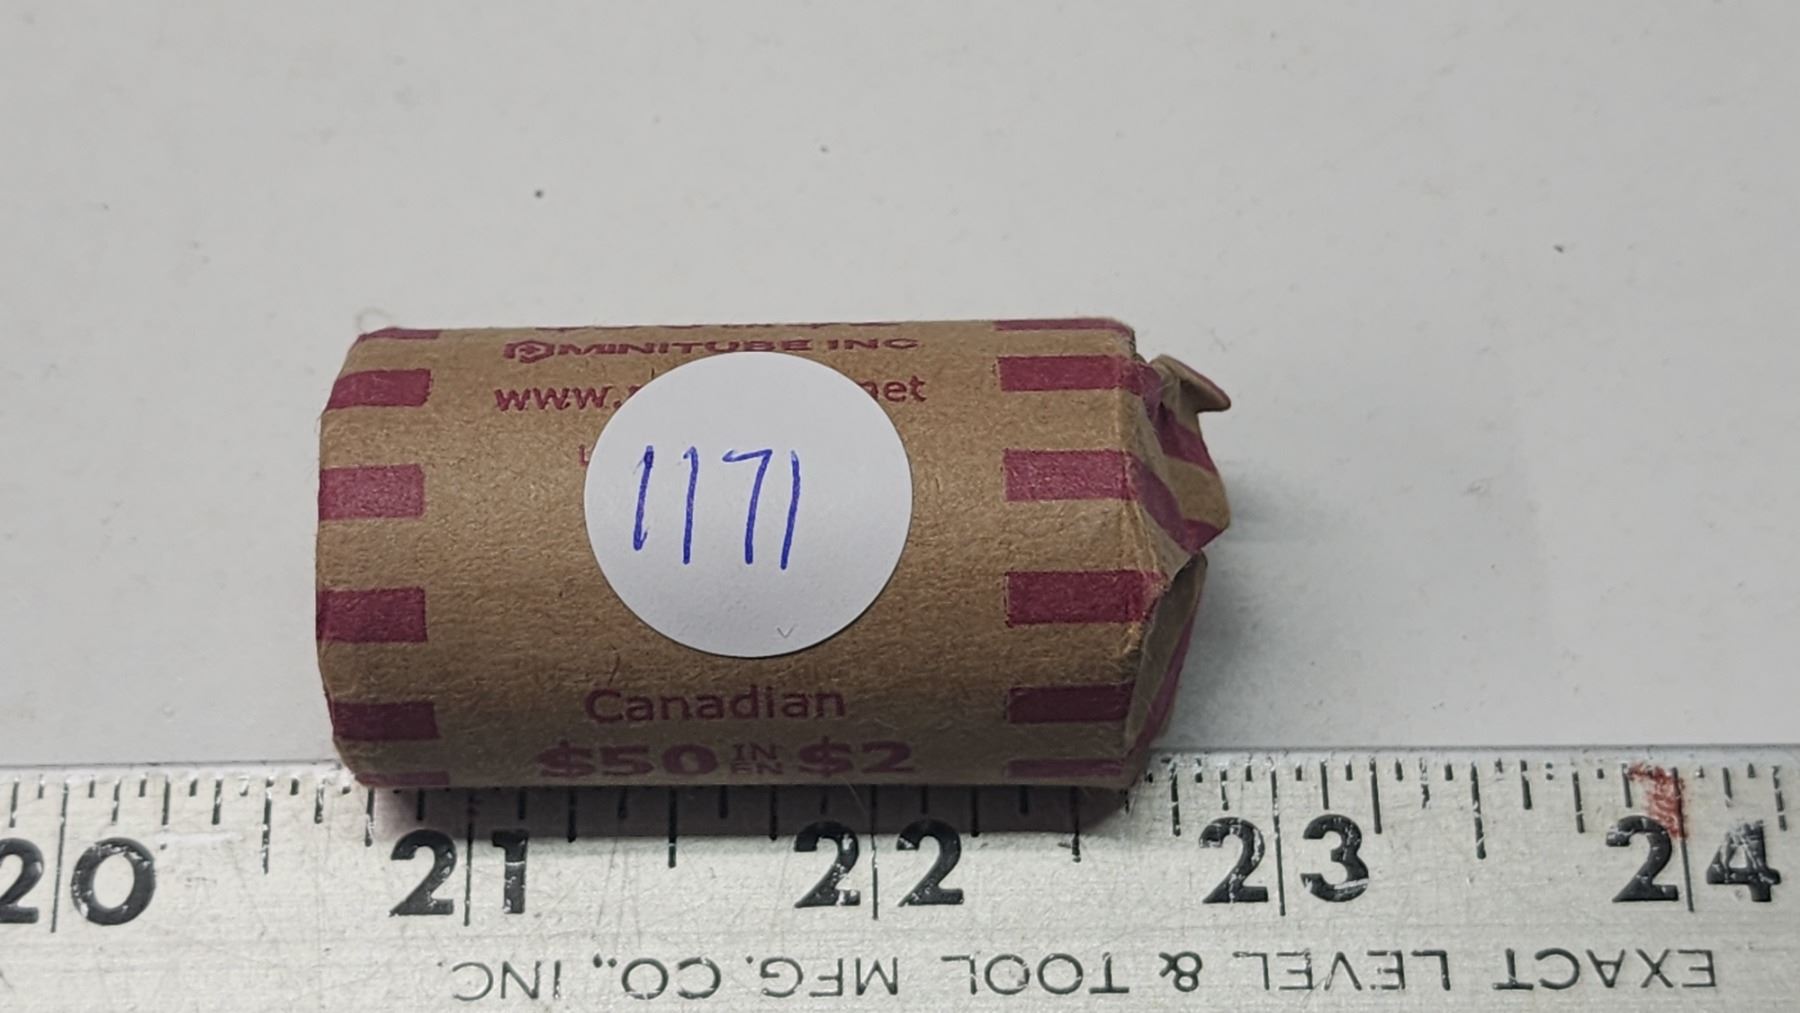 MINITUBE INC
www. net
1171
Canadian
$50 IN EN $2
20 21 22 23 24
EXACT LEVEL & TOOL MFG. CO., INC.